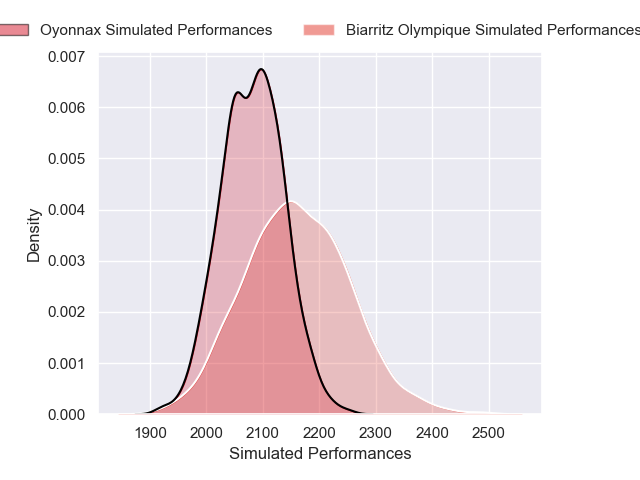 Oyonnax Simulated Performances Biarritz Olympique Simulated Performances
0.007
0.006
0.005
0.004
0.003
0.002
0.001
0.000
Density
1900 2000 2100 2200 2300 2400 2500
Simulated Performances